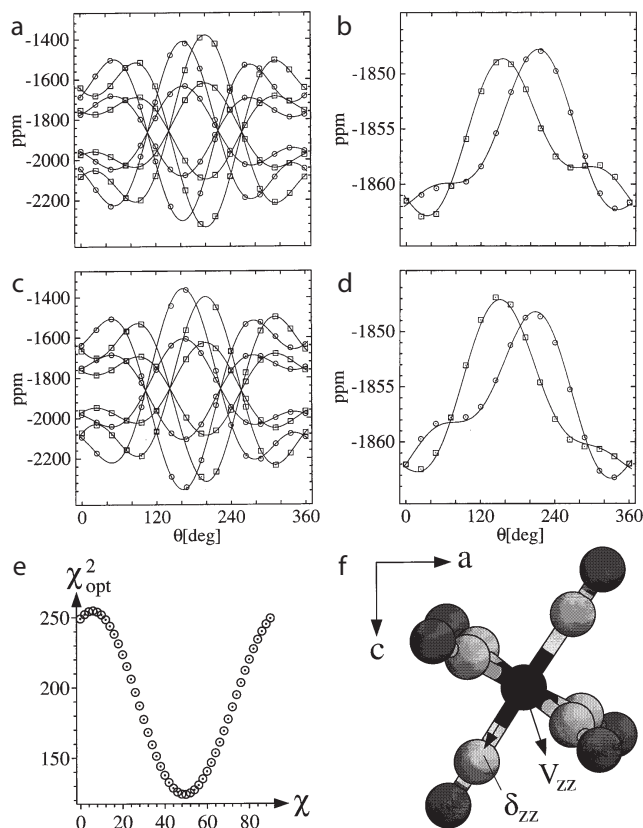 a
b
-1400
-1600
-1800
-2000
-2200
ppm
-1850
-1855
-1860
ppm
c
d
-1400
-1600
-1800
-2000
-2200
ppm
0 120 240 360
θ[deg]
-1850
-1855
-1860
ppm
0 120 240 360
θ[deg]
e
χ²opt
250
200
150
0 20 40 60 80
χ
f
a
c
Vzz
δzz